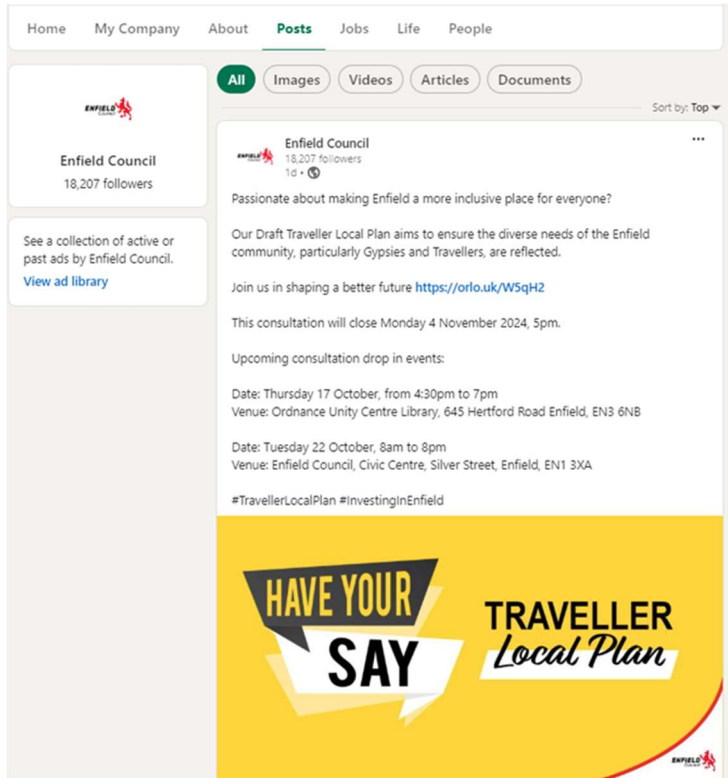 Home My Company About Posts Jobs Life People
ENFIELD
Council
Enfield Council
18,207 followers
See a collection of active or
past ads by Enfield Council.
View ad library
All Images Videos Articles Documents
Sort by: Top
ENFIELD
Council
Enfield Council
18,207 followers
1d •
Passionate about making Enfield a more inclusive place for everyone?
Our Draft Traveller Local Plan aims to ensure the diverse needs of the Enfield
community, particularly Gypsies and Travellers, are reflected.
Join us in shaping a better future https://orlo.uk/W5qH2
This consultation will close Monday 4 November 2024, 5pm.
Upcoming consultation drop in events:
Date: Thursday 17 October, from 4:30pm to 7pm
Venue: Ordnance Unity Centre Library, 645 Hertford Road Enfield, EN3 6NB
Date: Tuesday 22 October, 8am to 8pm
Venue: Enfield Council, Civic Centre, Silver Street, Enfield, EN1 3XA
#TravellerLocalPlan #InvestingInEnfield
HAVE YOUR
SAY
TRAVELLER
Local Plan
ENFIELD
Council